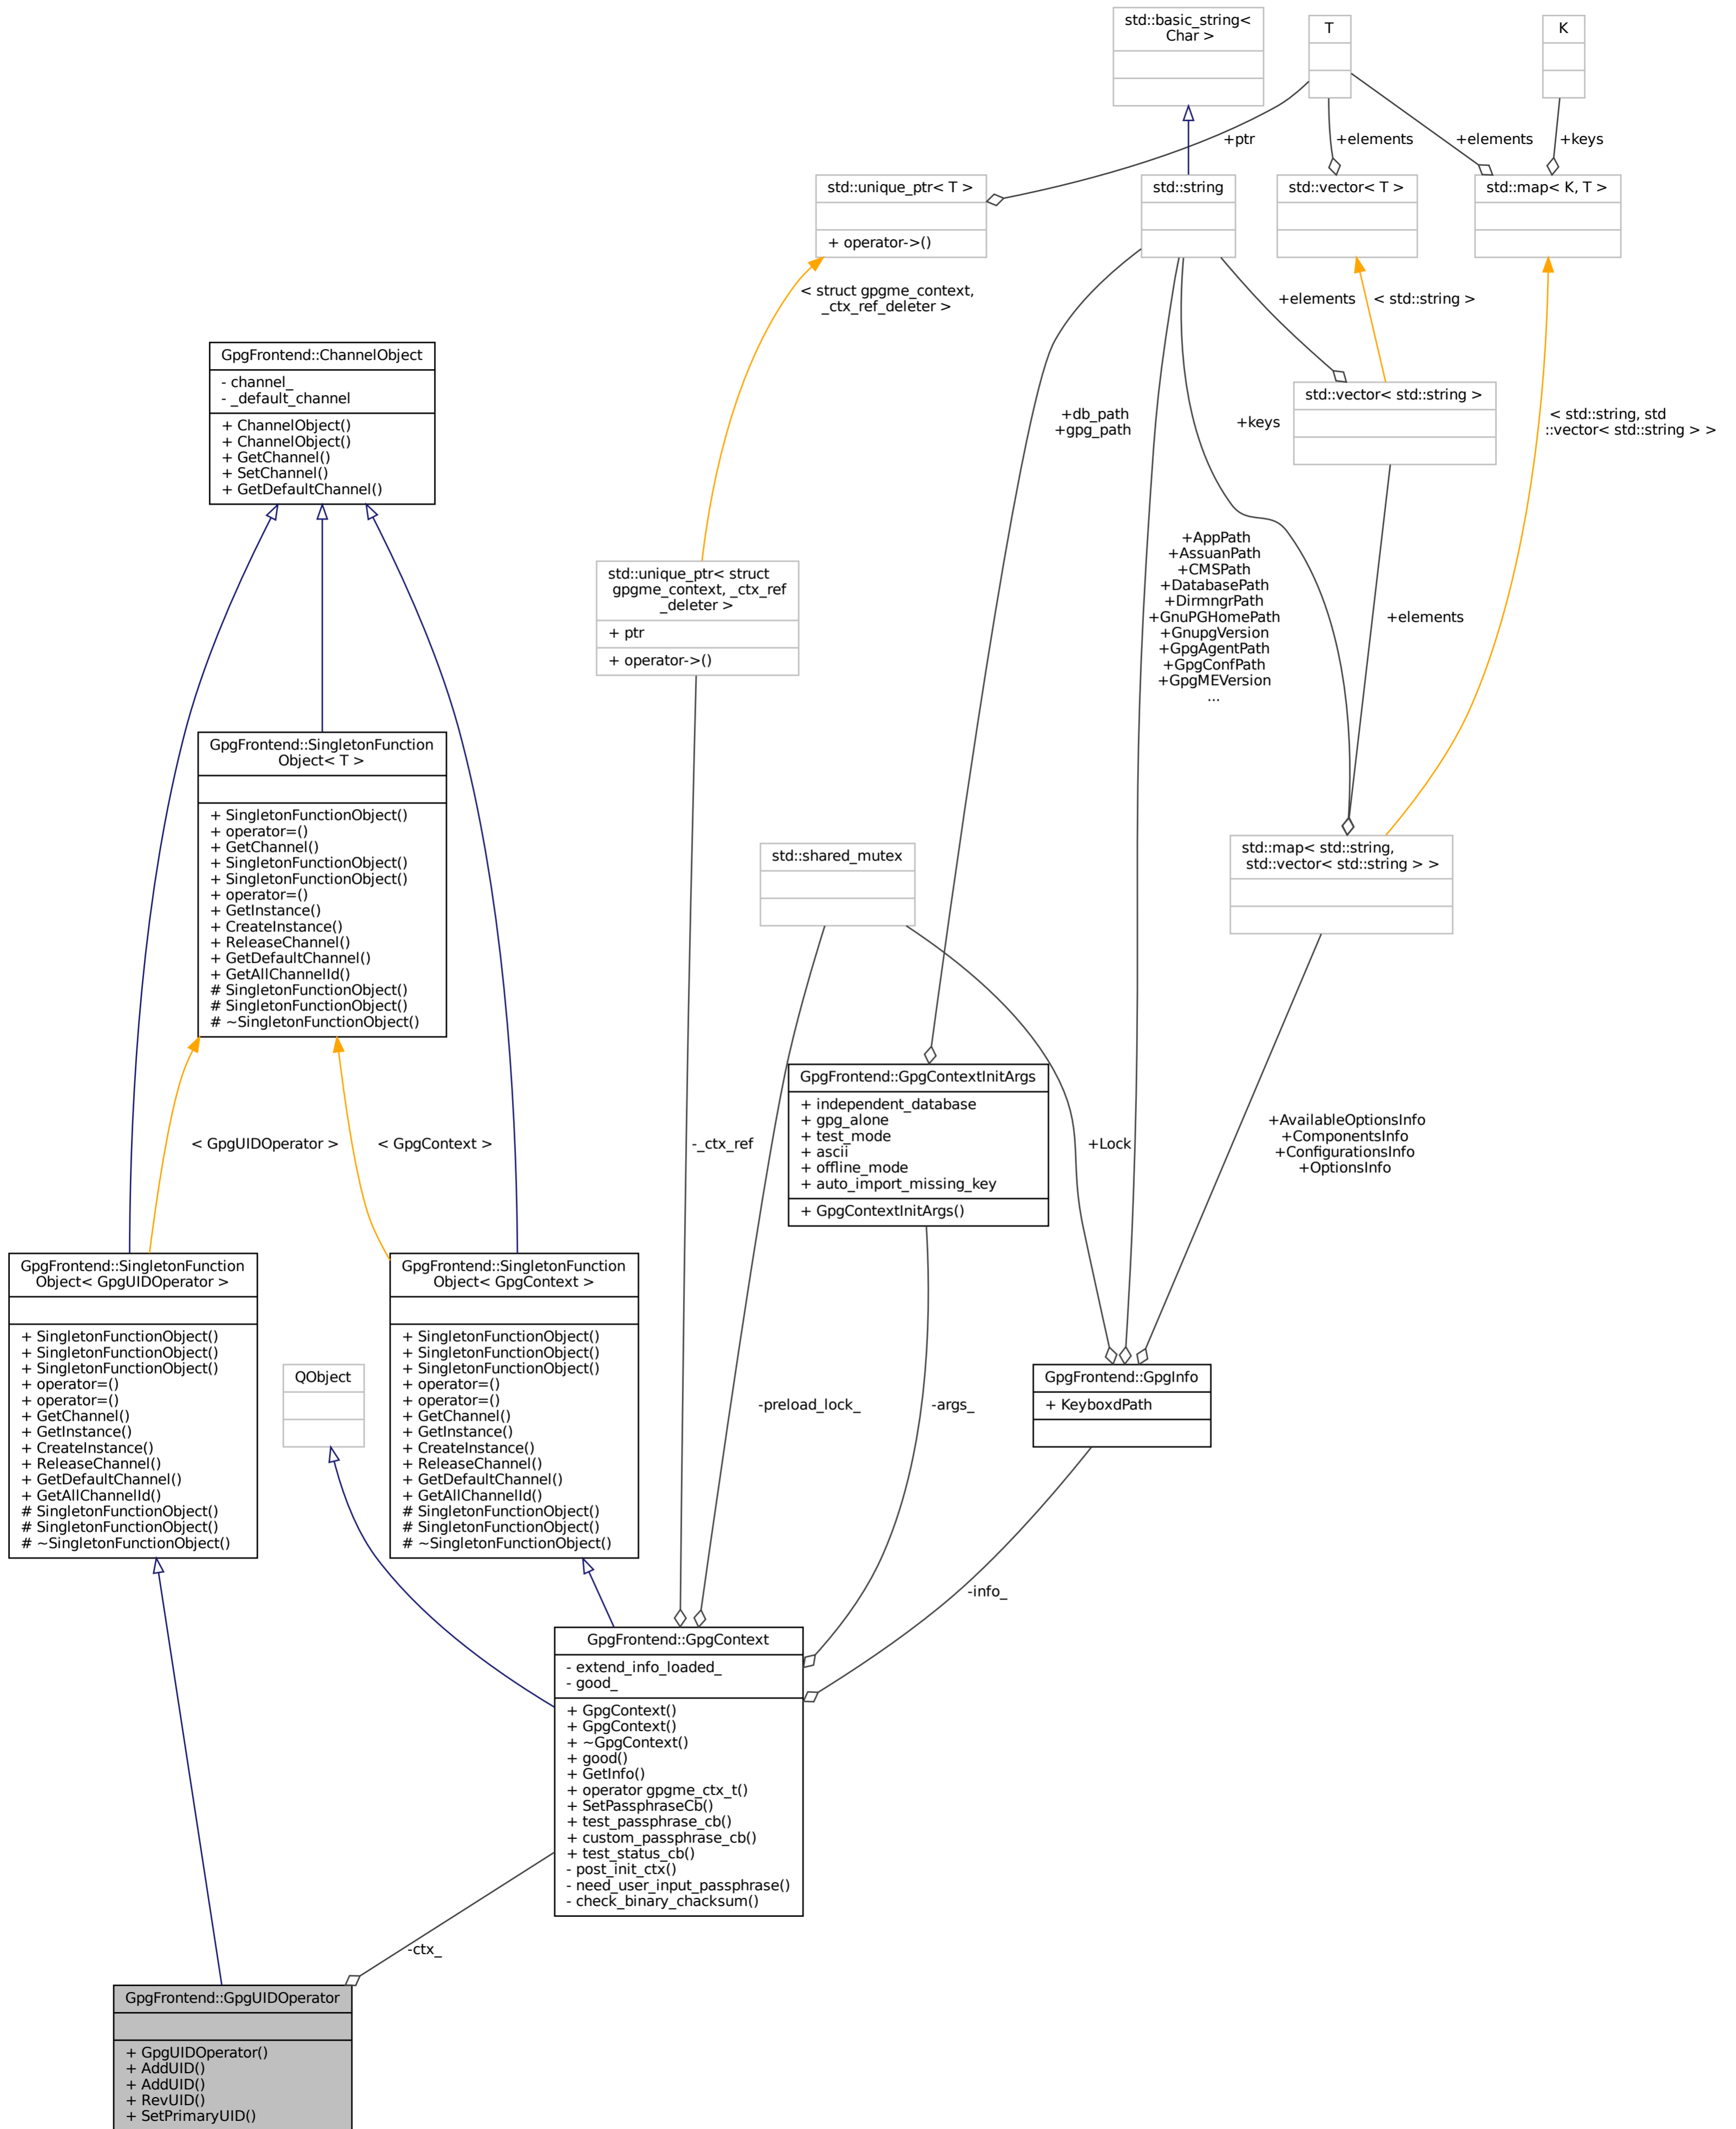 std::basic_string<
Char >
T
K
+ptr
+elements
+elements
+keys
std::unique_ptr< T >
+ operator->()
std::string
std::vector< T >
std::map< K, T >
< struct gpgme_context,
_ctx_ref_deleter >
+elements
< std::string >
GpgFrontend::ChannelObject
- channel_
- _default_channel
+ ChannelObject()
+ ChannelObject()
+ GetChannel()
+ SetChannel()
+ GetDefaultChannel()
+db_path
+gpg_path
+keys
std::vector< std::string >
< std::string, std
::vector< std::string > >
std::unique_ptr< struct
gpgme_context, _ctx_ref
_deleter >
+ ptr
+ operator->()
+AppPath
+AssuanPath
+CMSPath
+DatabasePath
+DirmngrPath
+GnuPGHomePath
+GnupgVersion
+GpgAgentPath
+GpgConfPath
+GpgMEVersion
...
+elements
GpgFrontend::SingletonFunction
Object< T >
+ SingletonFunctionObject()
+ operator=()
+ GetChannel()
+ SingletonFunctionObject()
+ SingletonFunctionObject()
+ operator=()
+ GetInstance()
+ CreateInstance()
+ ReleaseChannel()
+ GetDefaultChannel()
+ GetAllChannelId()
# SingletonFunctionObject()
# SingletonFunctionObject()
# ~SingletonFunctionObject()
std::shared_mutex
std::map< std::string,
std::vector< std::string > >
< GpgUIDOperator >
< GpgContext >
-_ctx_ref
GpgFrontend::GpgContextInitArgs
+ independent_database
+ gpg_alone
+ test_mode
+ ascii
+ offline_mode
+ auto_import_missing_key
+ GpgContextInitArgs()
+Lock
+AvailableOptionsInfo
+ComponentsInfo
+ConfigurationsInfo
+OptionsInfo
GpgFrontend::SingletonFunction
Object< GpgUIDOperator >
+ SingletonFunctionObject()
+ SingletonFunctionObject()
+ SingletonFunctionObject()
+ operator=()
+ operator=()
+ GetChannel()
+ GetInstance()
+ CreateInstance()
+ ReleaseChannel()
+ GetDefaultChannel()
+ GetAllChannelId()
# SingletonFunctionObject()
# SingletonFunctionObject()
# ~SingletonFunctionObject()
QObject
GpgFrontend::SingletonFunction
Object< GpgContext >
+ SingletonFunctionObject()
+ SingletonFunctionObject()
+ SingletonFunctionObject()
+ operator=()
+ operator=()
+ GetChannel()
+ GetInstance()
+ CreateInstance()
+ ReleaseChannel()
+ GetDefaultChannel()
+ GetAllChannelId()
# SingletonFunctionObject()
# SingletonFunctionObject()
# ~SingletonFunctionObject()
-preload_lock_
-args_
GpgFrontend::GpgInfo
+ KeyboxdPath
-info_
GpgFrontend::GpgContext
- extend_info_loaded_
- good_
+ GpgContext()
+ GpgContext()
+ ~GpgContext()
+ good()
+ GetInfo()
+ operator gpgme_ctx_t()
+ SetPassphraseCb()
+ test_passphrase_cb()
+ custom_passphrase_cb()
+ test_status_cb()
- post_init_ctx()
- need_user_input_passphrase()
- check_binary_chacksum()
-ctx_
GpgFrontend::GpgUIDOperator
+ GpgUIDOperator()
+ AddUID()
+ AddUID()
+ RevUID()
+ SetPrimaryUID()